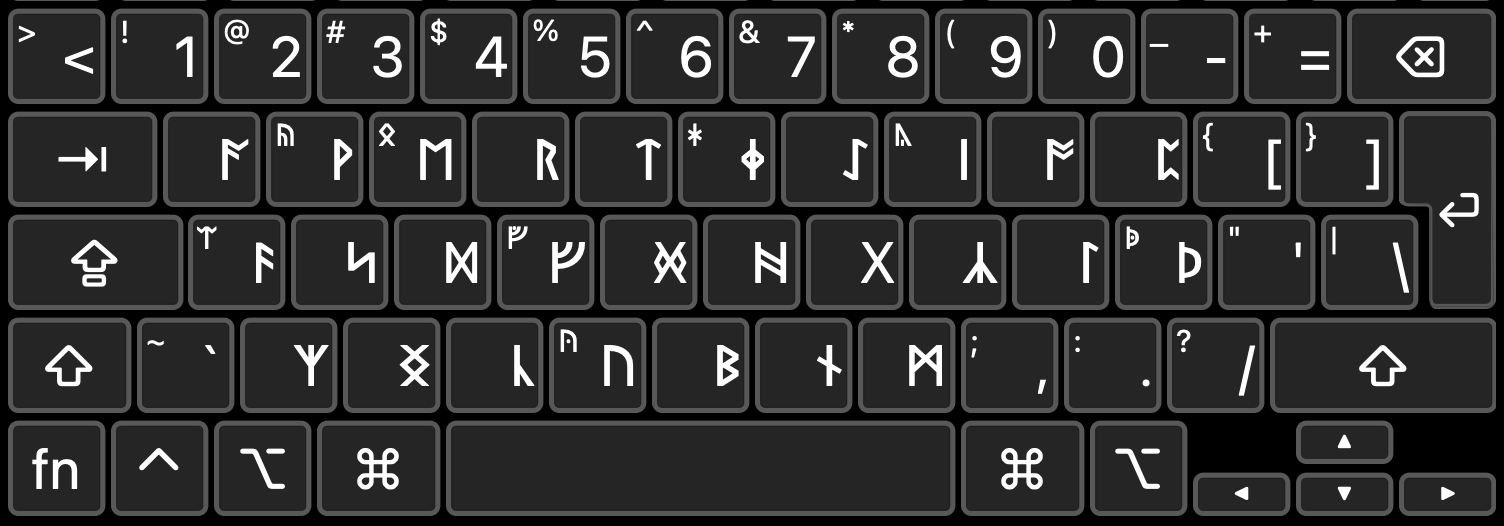 > < ! 1 @ 2 # 3 $ 4 % 5 ^ 6 & 7 * 8 ( 9 ) 0 _ - + =
ᚪ ᚣ ᚹ ᛟ ᛖ ᚱ ᛏ ᛡ ᛄ ᛇ ᚥ ᛁ ᚩ ᛈ { [ } ]
ᛠ ᚫ ᛋ ᛞ ᚡ ᚠ ᚸ ᚻ ᚷ ᛣ ᛚ ᚧ ᚦ " ' | \
~ ` ᛉ ᛝ ᚳ ᚤ ᚢ ᛒ ᚾ ᛗ ; , : . ? /
fn